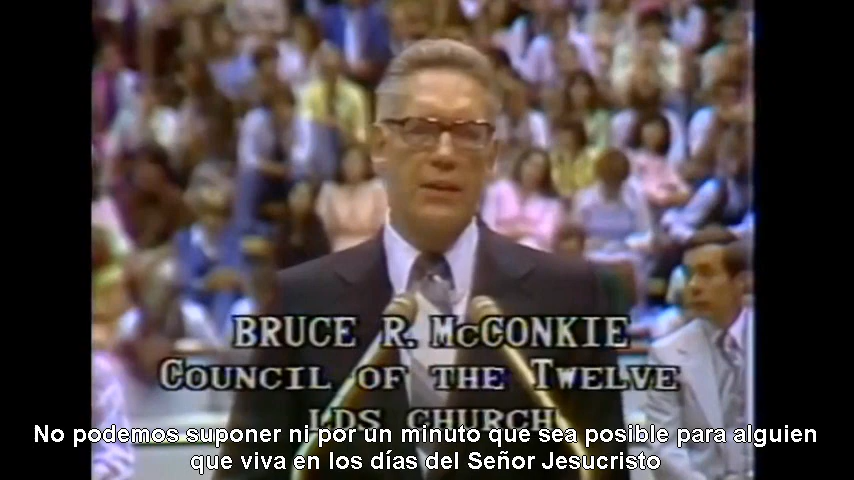 BRUCE R. McCONKIE
COUNCIL OF THE TWELVE
LDS CHURCH
No podemos suponer ni por un minuto que sea posible para alguien
que viva en los días del Señor Jesucristo